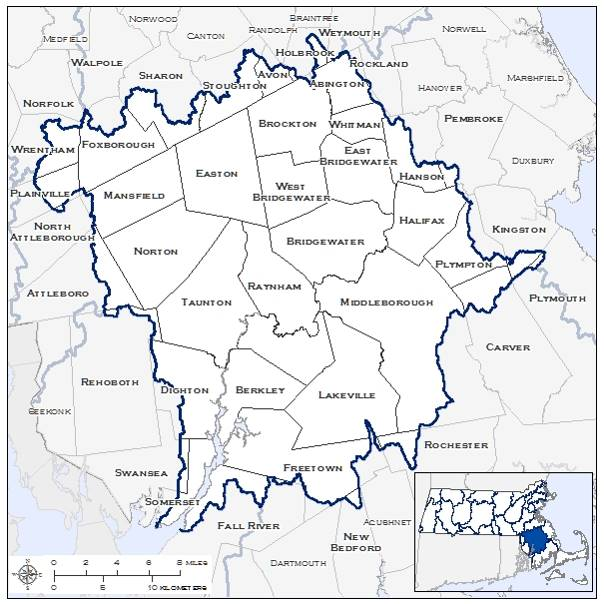 BRAINTREE
NORWOOD
RANDOLPH
WEYMOUTH
CANTON
NORWELL
MEDFIELD
HOLBROOK
WALPOLE
ROCKLAND
SHARON
AVON
MARSHFIELD
STOUGHTON
ABINGTON
HANOVER
NORFOLK
PEMBROKE
BROCKTON
WHITMAN
FOXBOROUGH
WRENTHAM
EAST
BRIDGEWATER
DUXBURY
EASTON
HANSON
WEST
BRIDGEWATER
PLAINVILLE
MANSFIELD
HALIFAX
NORTH
ATTLEBOROUGH
KINGSTON
BRIDGEWATER
NORTON
PLYMPTON
RAYNHAM
ATTLEBORO
PLYMOUTH
TAUNTON
MIDDLEBOROUGH
CARVER
REHOBOTH
DIGHTON
BERKLEY
LAKEVILLE
SEEKONK
ROCHESTER
SWANSEA
FREETOWN
SOMERSET
FALL RIVER
ACUSHNET
NEW
BEDFORD
DARTMOUTH
0 2 4 6 8 MILES
0 5 10 KILOMETERS